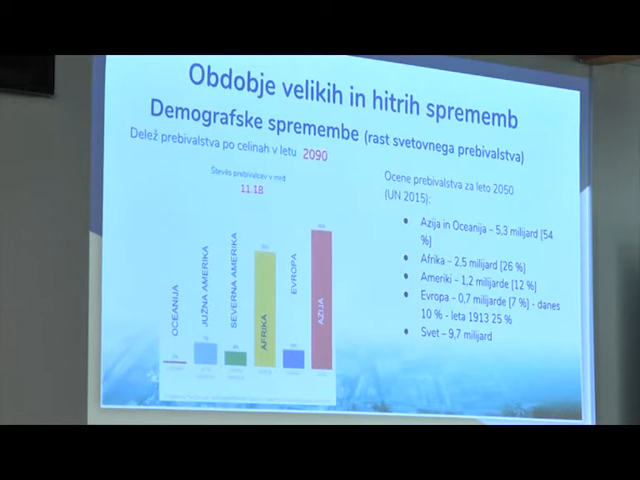 Obdobje velikih in hitrih sprememb
Demografske spremembe (rast svetovnega prebivalstva)
Delež prebivalstva po celinah v letu 2090
Število prebivalcev v mrd
11.1B
OCEANIJA
JUŽNA AMERIKA
SEVERNA AMERIKA
AFRIKA
EVROPA
AZIJA
Ocene prebivalstva za leto 2050
(UN 2015):
• Azija in Oceanija – 5,3 milijard [54
%]
• Afrika – 2,5 milijard [26 %]
• Ameriki – 1,2 milijarde [12 %]
• Evropa – 0,7 milijarde [7 %] - danes
10 % - leta 1913 25 %
• Svet – 9,7 milijard